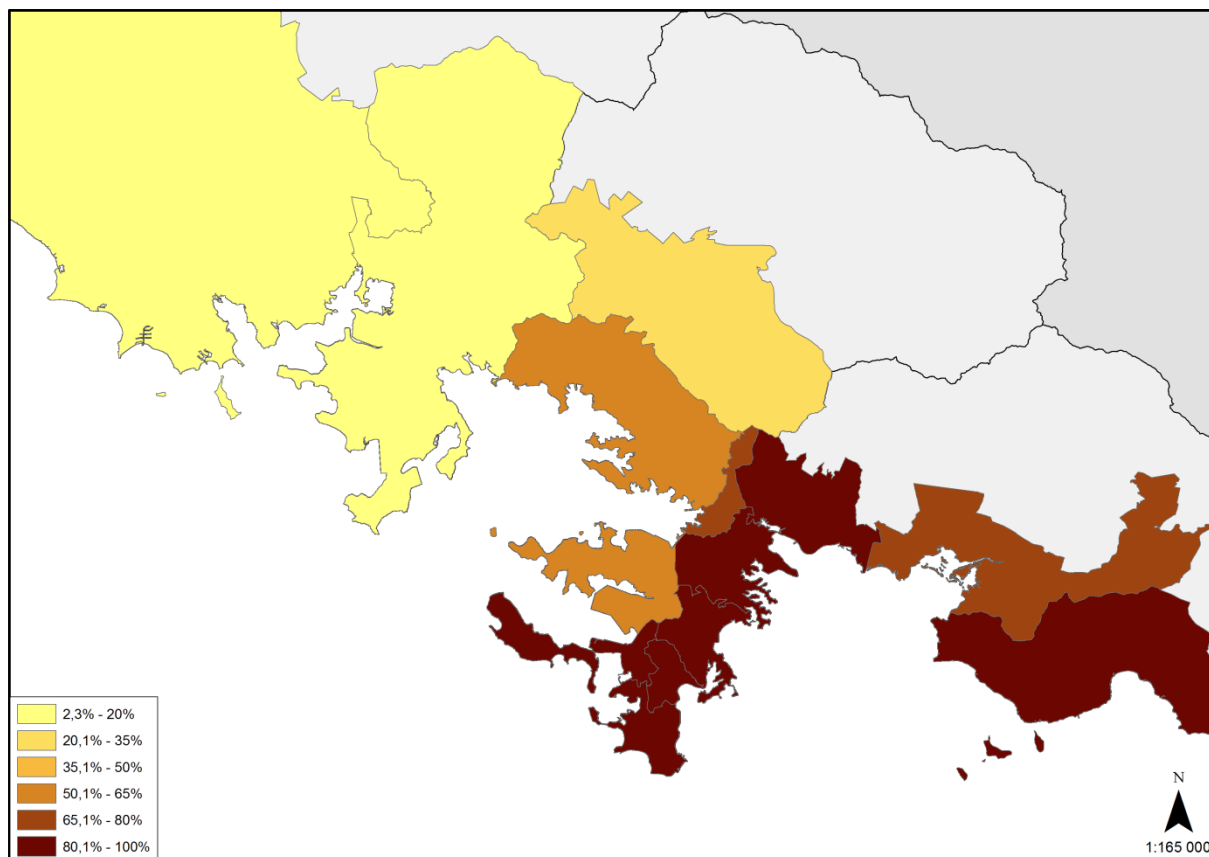 2,3% - 20%
20,1% - 35%
35,1% - 50%
50,1% - 65%
65,1% - 80%
80,1% - 100%
N
1:165 000